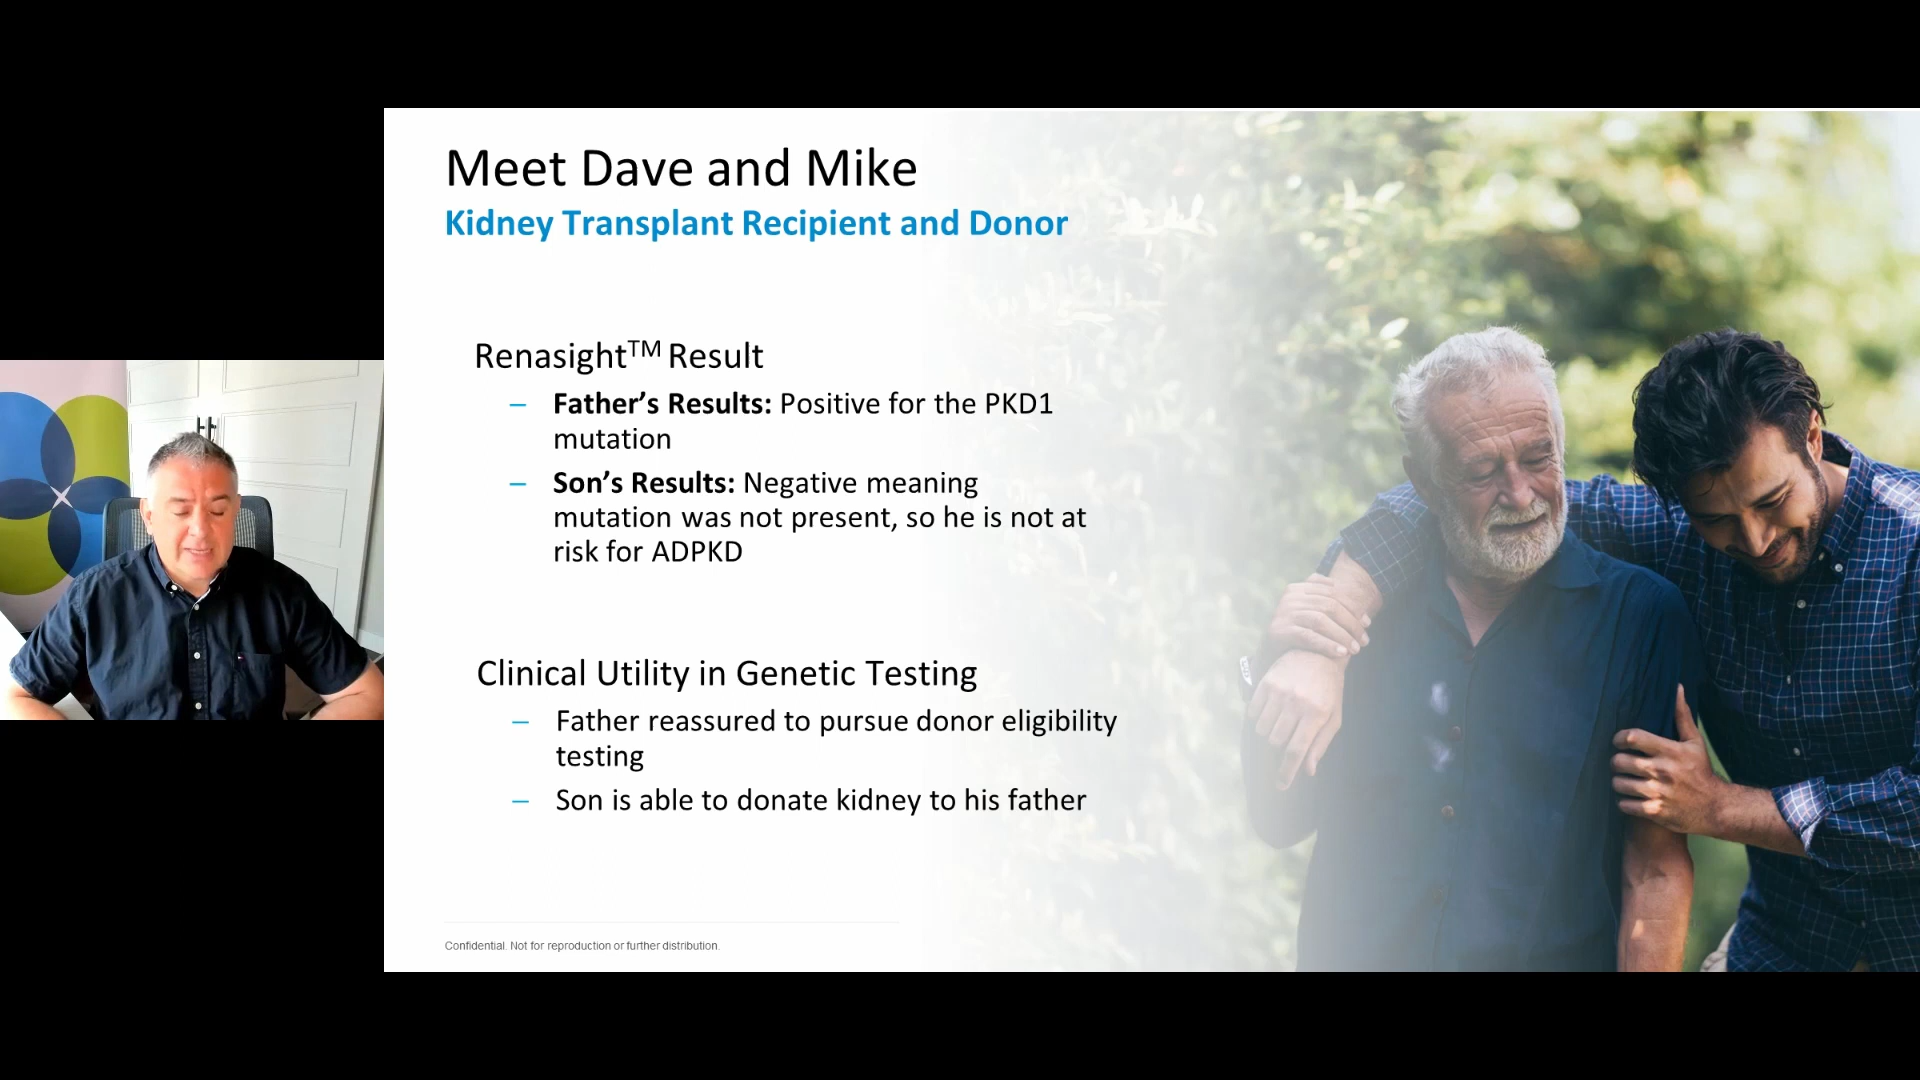 Meet Dave and Mike
Kidney Transplant Recipient and Donor
Renasight™ Result
– Father’s Results: Positive for the PKD1
mutation
– Son’s Results: Negative meaning
mutation was not present, so he is not at
risk for ADPKD
Clinical Utility in Genetic Testing
– Father reassured to pursue donor eligibility
testing
– Son is able to donate kidney to his father
Confidential. Not for reproduction or further distribution.